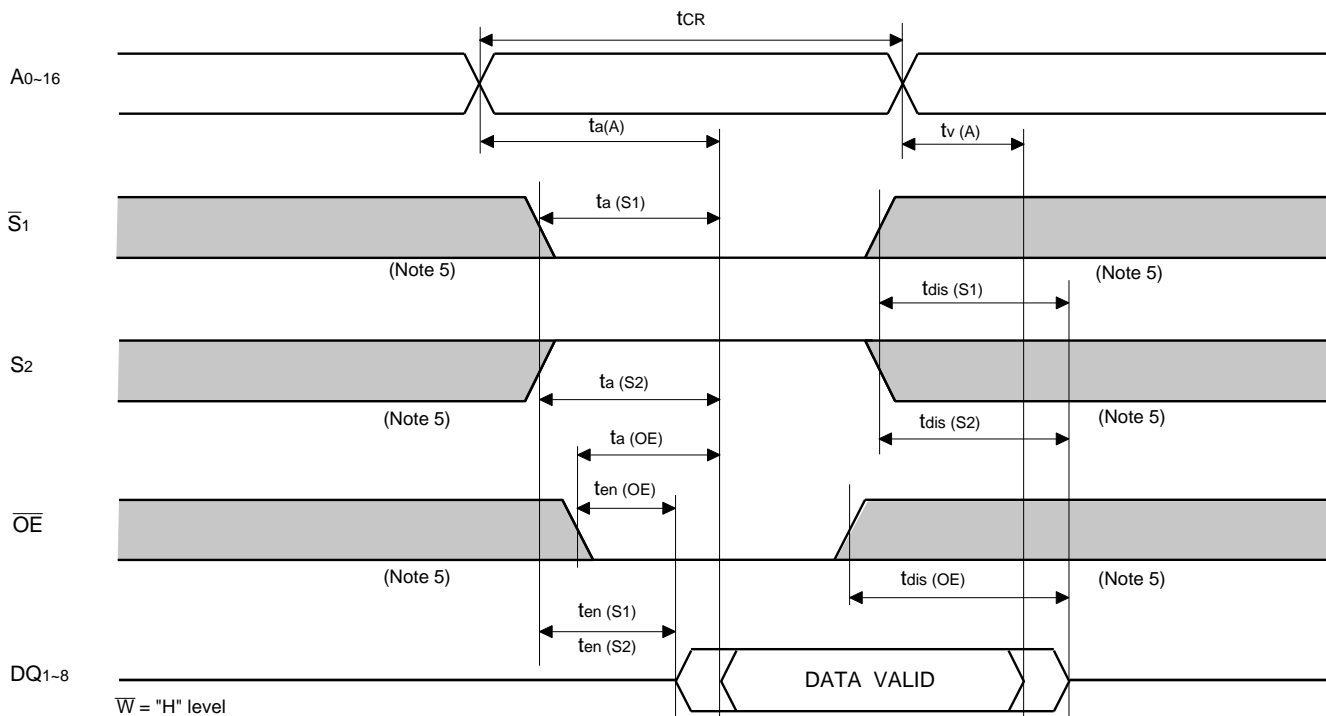 tCR
A0~16
ta(A)
tv (A)
S̅1
ta (S1)
(Note 5)
(Note 5)
tdis (S1)
S2
ta (S2)
(Note 5)
(Note 5)
tdis (S2)
ta (OE)
ten (OE)
O̅E̅
(Note 5)
(Note 5)
tdis (OE)
ten (S1)
ten (S2)
DQ1~8
DATA VALID
W̅ = "H" level